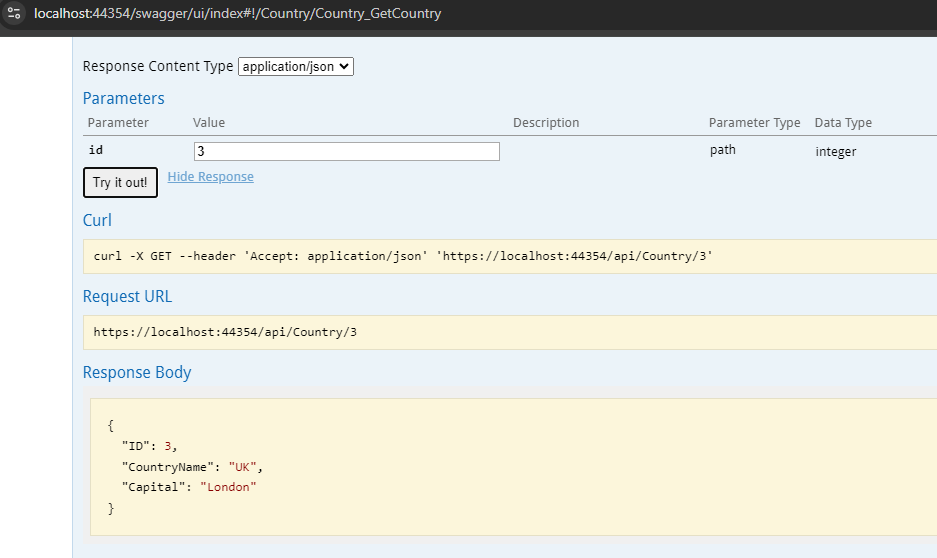 localhost:44354/swagger/ui/index#!/Country/Country_GetCountry
Response Content Type application/json
Parameters
Parameter Value Description Parameter Type Data Type
id 3 path integer
Try it out! Hide Response
Curl
curl -X GET --header 'Accept: application/json' 'https://localhost:44354/api/Country/3'
Request URL
https://localhost:44354/api/Country/3
Response Body
{
"ID": 3,
"CountryName": "UK",
"Capital": "London"
}